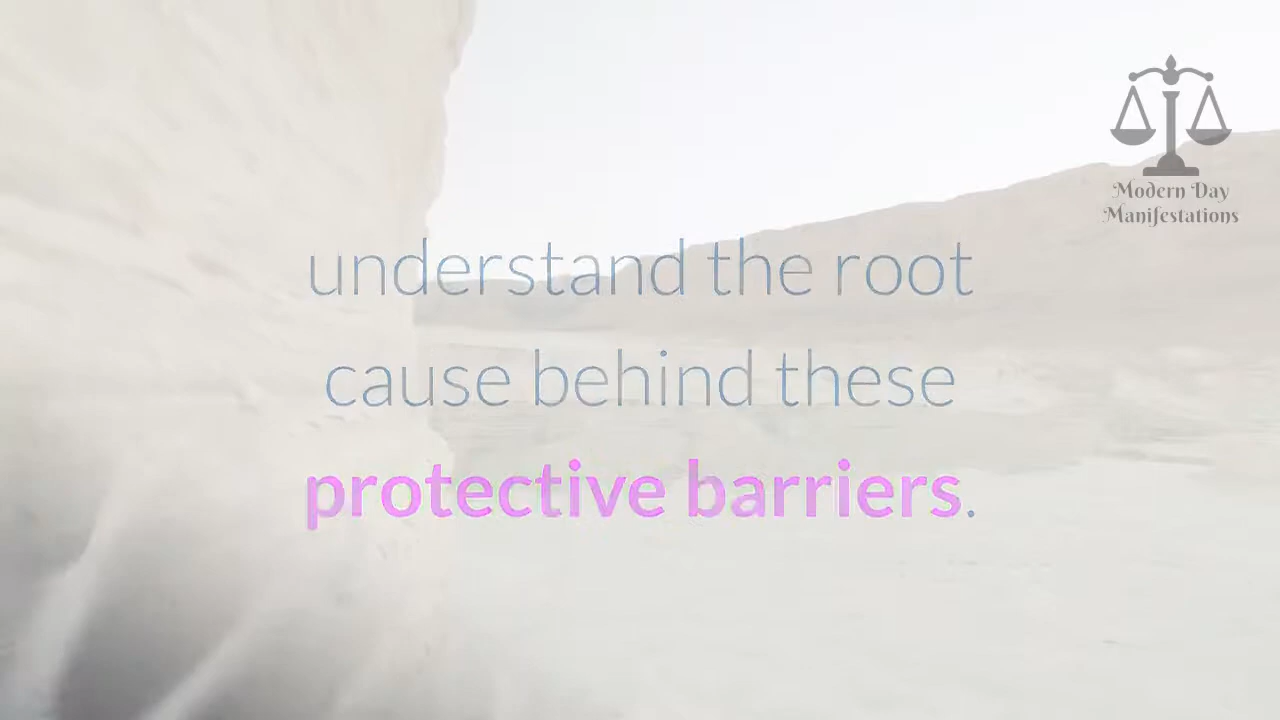 Modern Day
Manifestations
understand the root
cause behind these
protective barriers.